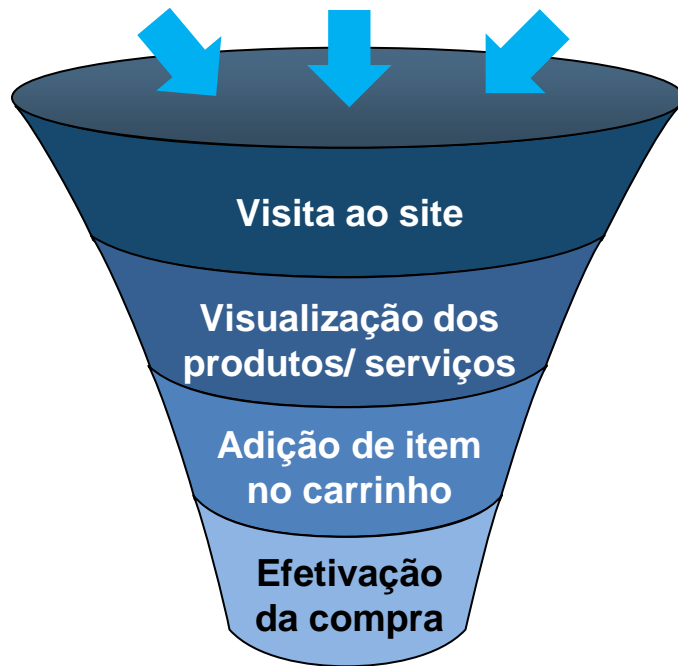 Visita ao site
Visualização dos
produtos/ serviços
Adição de item
no carrinho
Efetivação
da compra